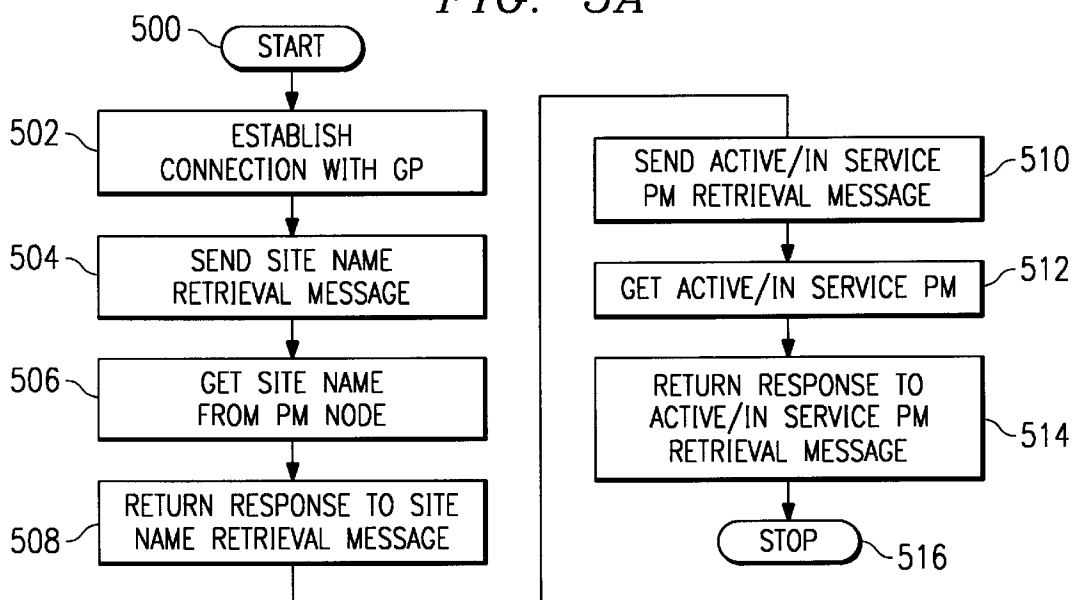 FIG. 5A
500
START
502
ESTABLISH
CONNECTION WITH GP
504
SEND SITE NAME
RETRIEVAL MESSAGE
506
GET SITE NAME
FROM PM NODE
508
RETURN RESPONSE TO SITE
NAME RETRIEVAL MESSAGE
SEND ACTIVE/IN SERVICE
PM RETRIEVAL MESSAGE
510
GET ACTIVE/IN SERVICE PM
512
RETURN RESPONSE TO
ACTIVE/IN SERVICE PM
RETRIEVAL MESSAGE
514
STOP
516